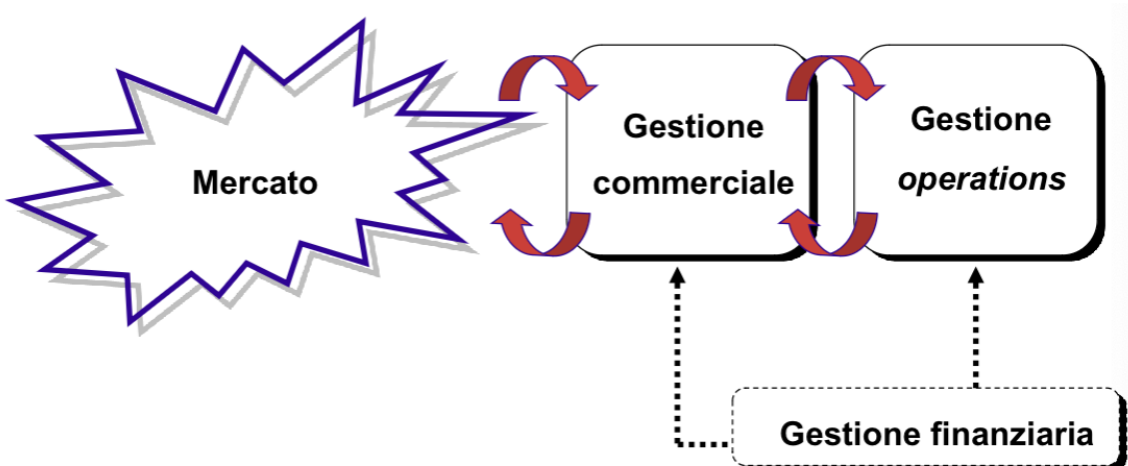 Mercato
Gestione
commerciale
Gestione
operations
Gestione finanziaria